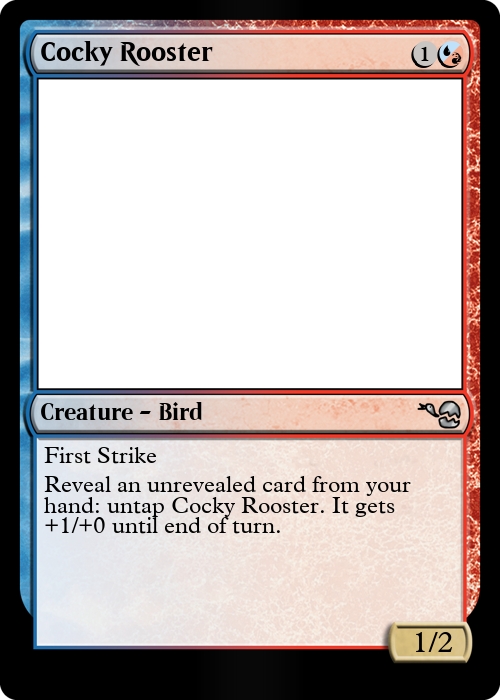 Cocky Rooster 1
Creature – Bird
First Strike
Reveal an unrevealed card from your
hand: untap Cocky Rooster. It gets
+1/+0 until end of turn.
1/2